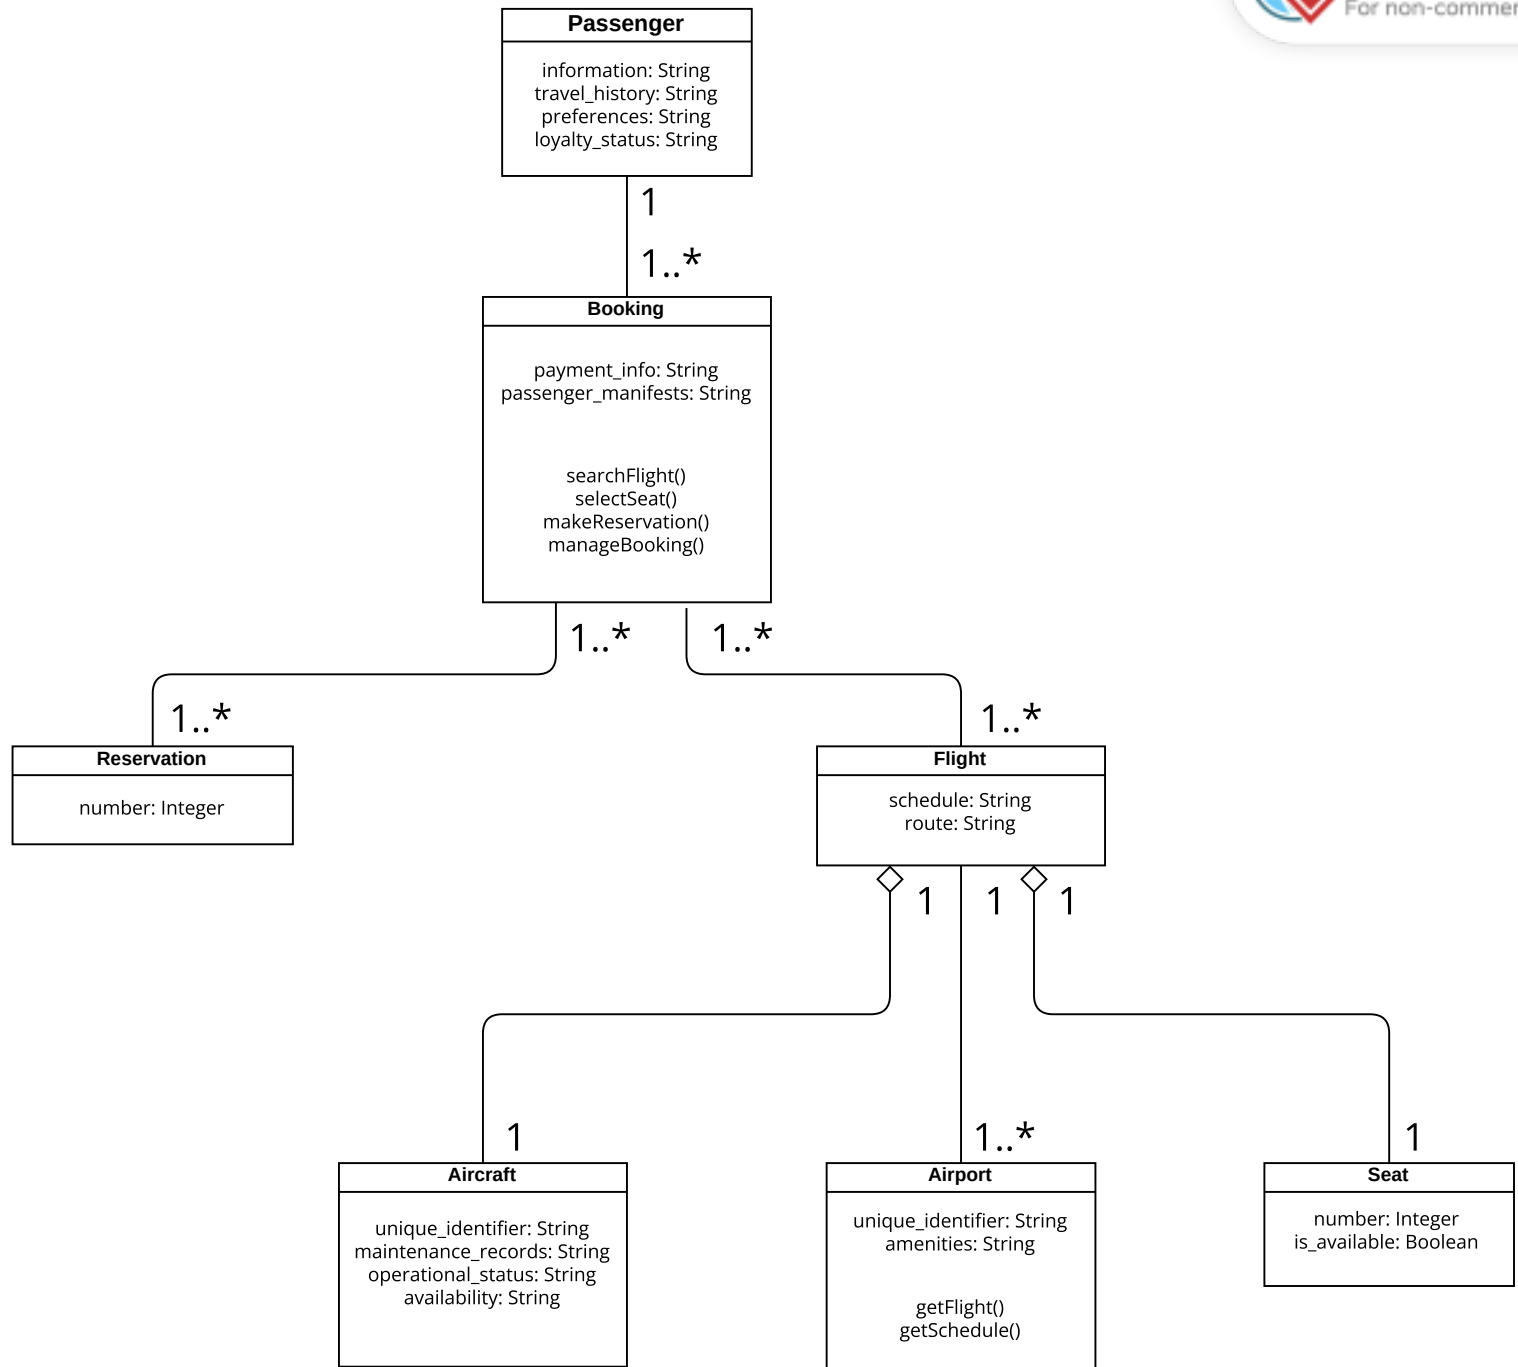 For non-commer
Passenger
information: String
travel_history: String
preferences: String
loyalty_status: String
1
1..*
Booking
payment_info: String
passenger_manifests: String
searchFlight()
selectSeat()
makeReservation()
manageBooking()
1..* 1..*
1..* 1..*
Reservation
number: Integer
Flight
schedule: String
route: String
1 1 1
1 1..* 1
Aircraft
unique_identifier: String
maintenance_records: String
operational_status: String
availability: String
Airport
unique_identifier: String
amenities: String
getFlight()
getSchedule()
Seat
number: Integer
is_available: Boolean